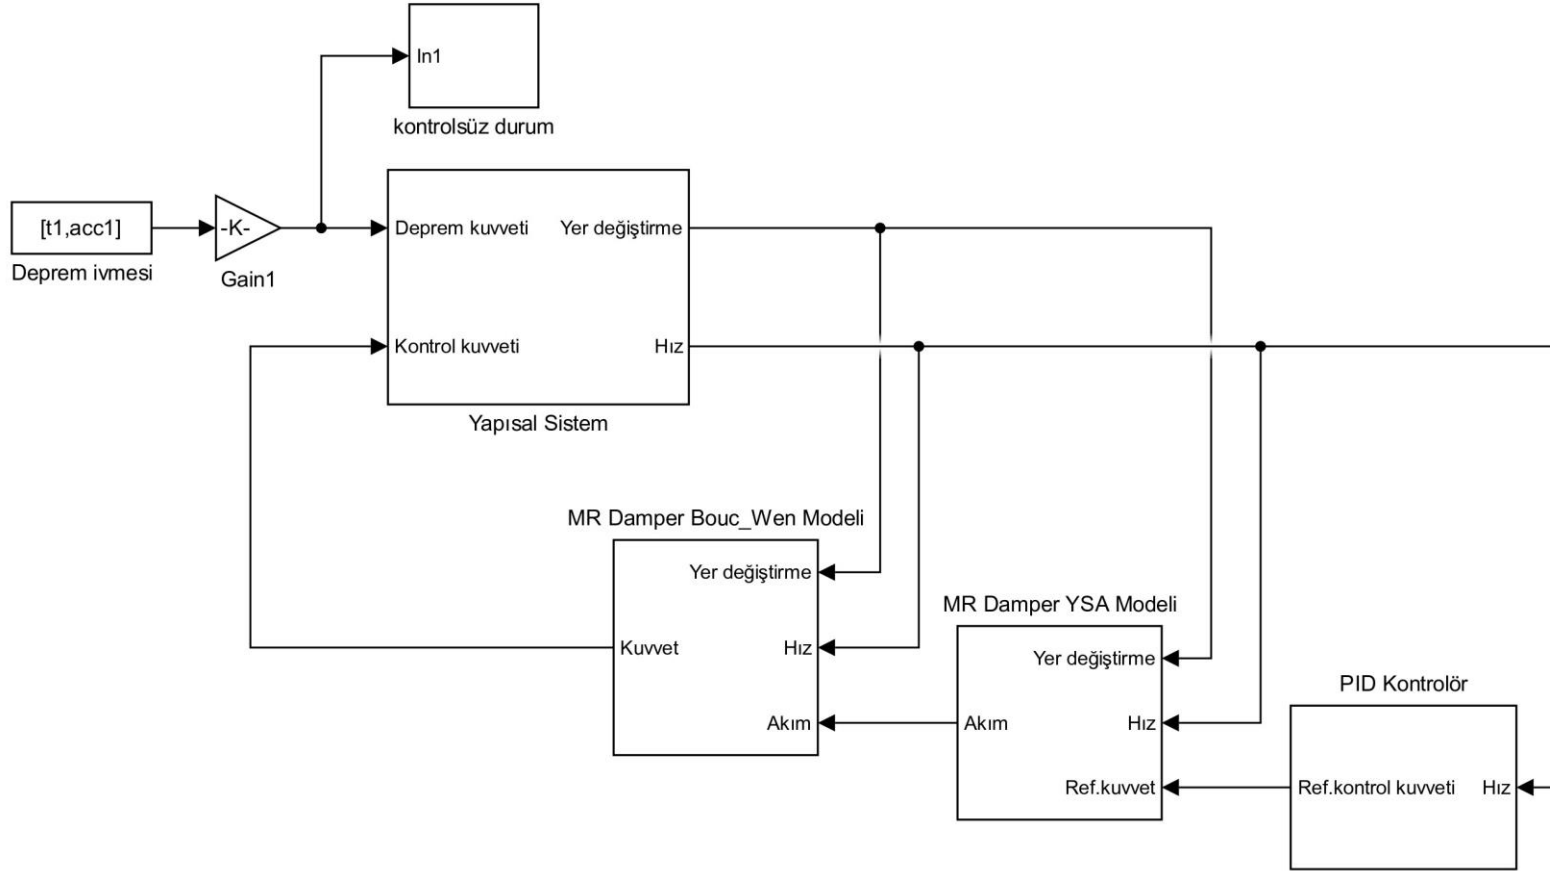 In1
kontrolsüz durum
[t1,acc1]
Deprem ivmesi
-K-
Gain1
Deprem kuvveti
Yer değiştirme
Kontrol kuvveti
Hız
Yapısal Sistem
MR Damper Bouc_Wen Modeli
Yer değiştirme
Kuvvet
Hız
Akım
MR Damper YSA Modeli
Yer değiştirme
Akım
Hız
Ref.kuvvet
PID Kontrolör
Ref.kontrol kuvveti
Hız